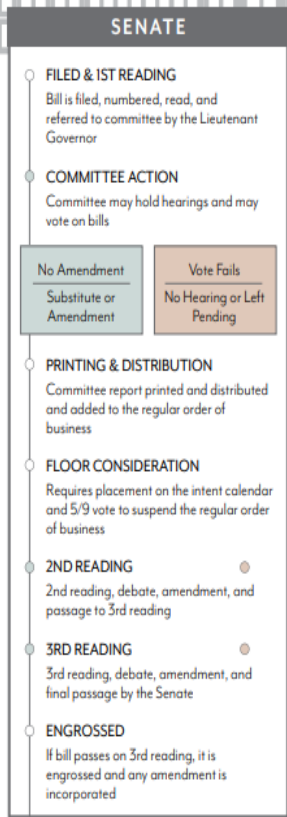 SENATE
FILED & 1ST READING
Bill is filed, numbered, read, and
referred to committee by the Lieutenant
Governor
COMMITTEE ACTION
Committee may hold hearings and may
vote on bills
No Amendment
Substitute or
Amendment
Vote Fails
No Hearing or Left
Pending
PRINTING & DISTRIBUTION
Committee report printed and distributed
and added to the regular order of
business
FLOOR CONSIDERATION
Requires placement on the intent calendar
and 5/9 vote to suspend the regular order
of business
2ND READING
2nd reading, debate, amendment, and
passage to 3rd reading
3RD READING
3rd reading, debate, amendment, and
final passage by the Senate
ENGROSSED
If bill passes on 3rd reading, it is
engrossed and any amendment is
incorporated